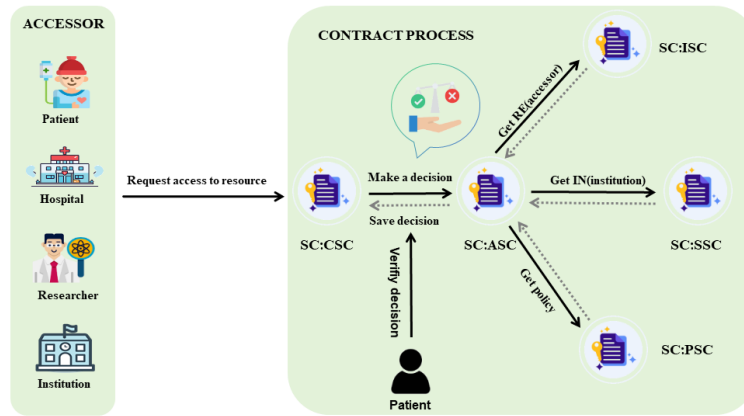 ACCESSOR
Patient
Hospital
Researcher
Institution
Request access to resource
CONTRACT PROCESS
SC:CSC
Make a decision
Save decision
Verifiy decision
Patient
SC:ASC
Get RE(accessor)
SC:ISC
Get IN(institution)
SC:SSC
Get policy
SC:PSC